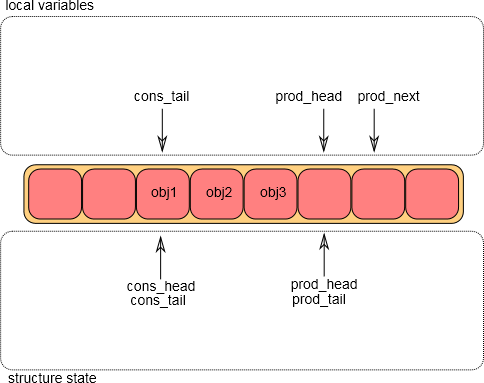 local variables
cons_tail prod_head prod_next
obj1 obj2 obj3
cons_head prod_head
cons_tail prod_tail
structure state